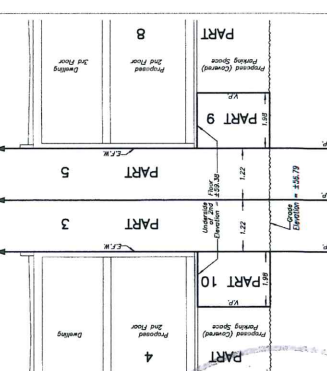 PART 4
Proposed (Covered)
Parking Space
Proposed
2nd Floor
Dwelling
V.P.
PART 10
1.98
E.F.W.
PART 3
1.22
Underside
of 2nd
Floor
Elevation =
±59.38
Grade
Elevation = ±56.79
PART 5
1.22
E.F.W.
PART 9
1.98
V.P.
Proposed (Covered)
Parking Space
Proposed
2nd Floor
3rd Floor Dwelling
PART 8